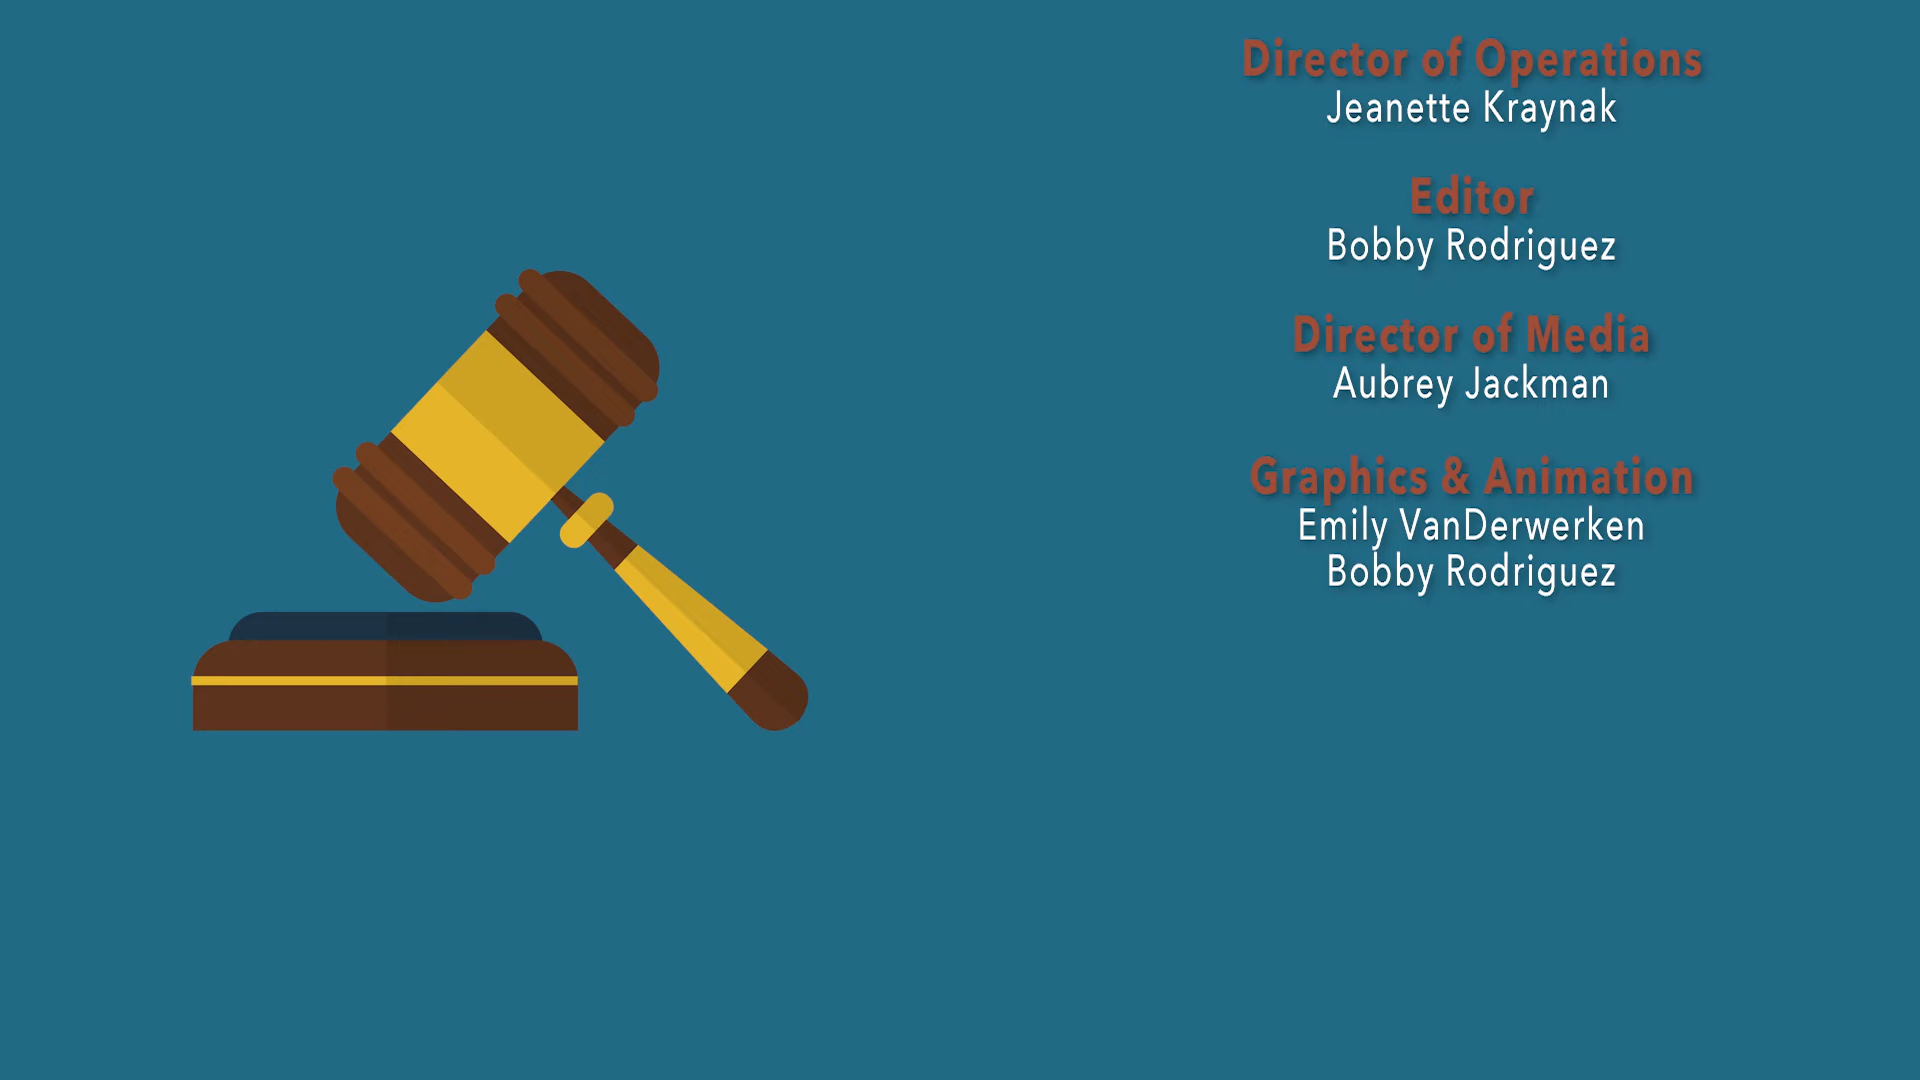 Director of Operations
Jeanette Kraynak
Editor
Bobby Rodriguez
Director of Media
Aubrey Jackman
Graphics & Animation
Emily VanDerwerken
Bobby Rodriguez